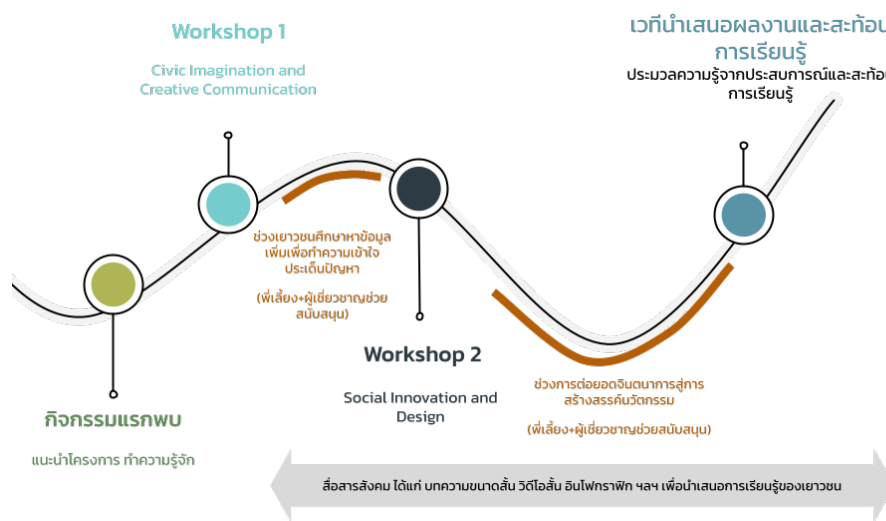 Workshop 1
Civic Imagination and
Creative Communication
เวทีนำเสนอผลงานและสะท้อน
การเรียนรู้
ประมวลความรู้จากประสบการณ์และสะท้อน
การเรียนรู้
ช่วงเยาวชนศึกษาหาข้อมูล
เพิ่มเพื่อทำความเข้าใจ
ประเด็นปัญหา
(พี่เลี้ยง+ผู้เชี่ยวชาญช่วย
สนับสนุน)
Workshop 2
Social Innovation and
Design
ช่วงการต่อยอดจินตนาการสู่การ
สร้างสรรค์นวัตกรรม
(พี่เลี้ยง+ผู้เชี่ยวชาญช่วยสนับสนุน)
กิจกรรมแรกพบ
แนะนำโครงการ ทำความรู้จัก
สื่อสารสังคม ได้แก่ บทความขนาดสั้น วิดีโอสั้น อินโฟกราฟิก ฯลฯ เพื่อนำเสนอการเรียนรู้ของเยาวชน